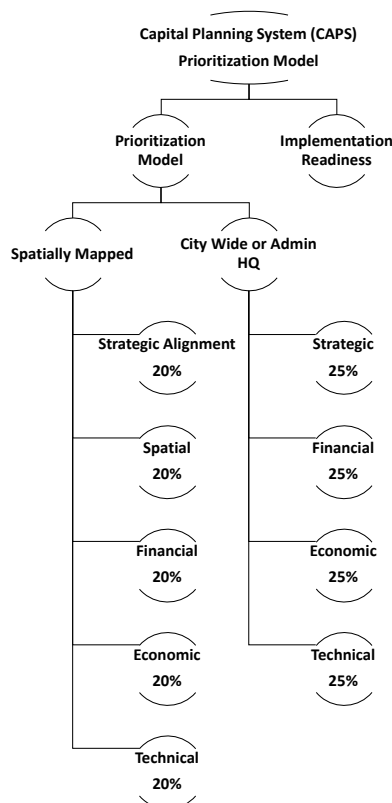 Capital Planning System (CAPS)
Prioritization Model
Prioritization
Model
Implementation
Readiness
Spatially Mapped
City Wide or Admin
HQ
Strategic Alignment
20%
Strategic
25%
Spatial
20%
Financial
25%
Financial
20%
Economic
25%
Economic
20%
Technical
25%
Technical
20%